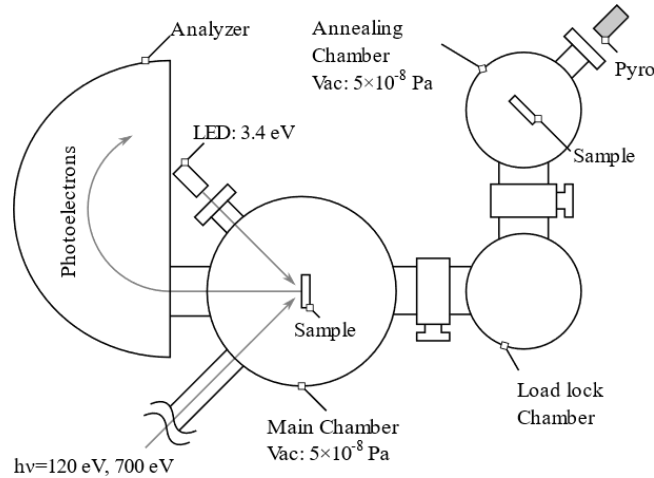 Analyzer
Annealing
Chamber
Vac: 5×10⁻⁸ Pa
Pyro
LED: 3.4 eV
Photoelectrons
Sample
Sample
Load lock
Chamber
Main Chamber
Vac: 5×10⁻⁸ Pa
hν=120 eV, 700 eV